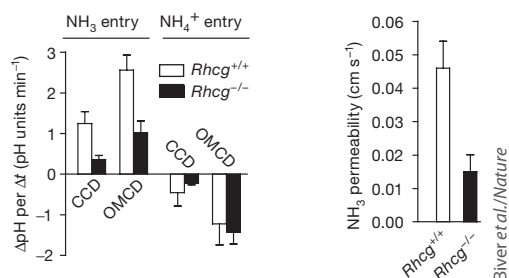 NH₃ entry
NH₄⁺ entry
ΔpH per Δt (pH units min⁻¹)
3
2
1
0
−1
−2
Rhcg⁺/⁺
Rhcg⁻/⁻
CCD
OMCD
CCD
OMCD
NH₃ permeability (cm s⁻¹)
0.06
0.05
0.04
0.03
0.02
0.01
0.00
Rhcg⁺/⁺
Rhcg⁻/⁻
Biver et al./Nature